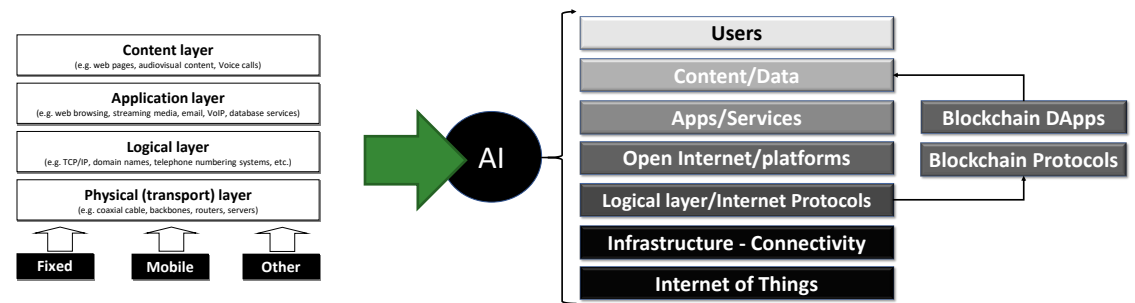 Content layer
(e.g. web pages, audiovisual content, Voice calls)
Application layer
(e.g. web browsing, streaming media, email, VoIP, database services)
Logical layer
(e.g. TCP/IP, domain names, telephone numbering systems, etc.)
Physical (transport) layer
(e.g. coaxial cable, backbones, routers, servers)
Fixed
Mobile
Other
AI
Users
Content/Data
Apps/Services
Open Internet/platforms
Logical layer/Internet Protocols
Infrastructure - Connectivity
Internet of Things
Blockchain DApps
Blockchain Protocols